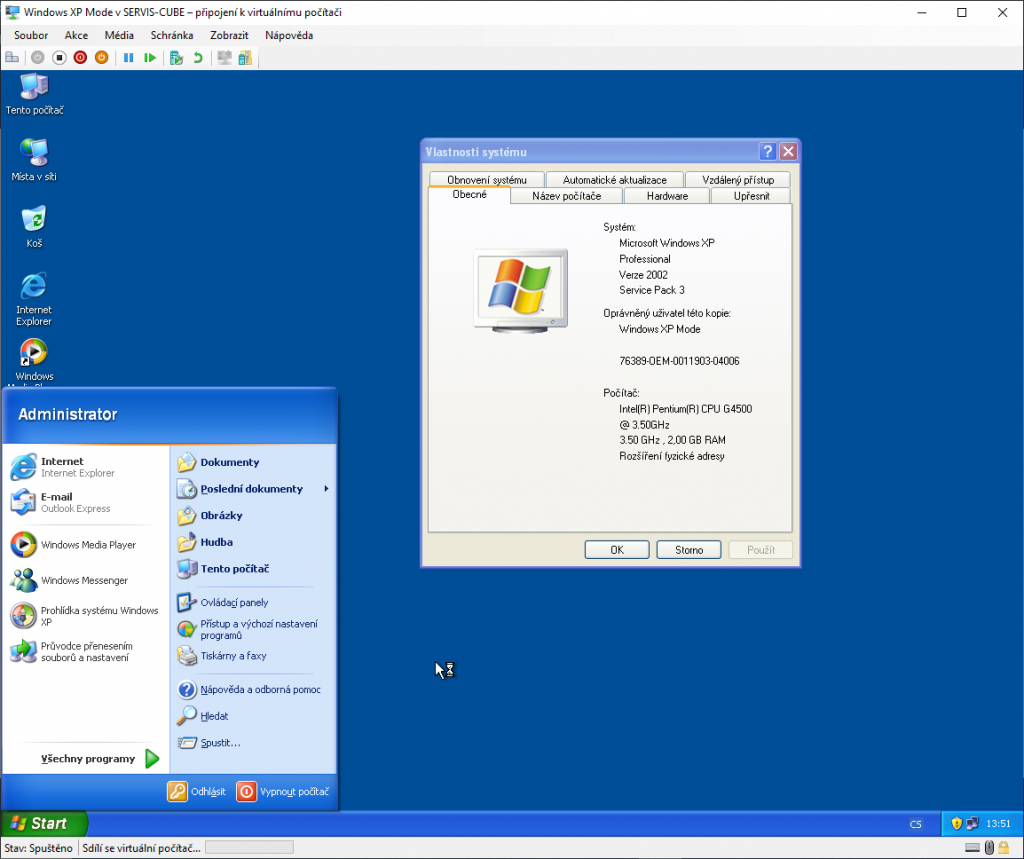 Windows XP Mode v SERVIS-CUBE – připojení k virtuálnímu počítači
Soubor Akce Média Schránka Zobrazit Nápověda
Tento počítač
Místa v síti
Koš
Internet
Explorer
Windows
Vlastnosti systému
Obnovení systému Automatické aktualizace Vzdálený přístup
Obecné Název počítače Hardware Upřesnit
Systém:
Microsoft Windows XP
Professional
Verze 2002
Service Pack 3
Oprávněný uživatel této kopie:
Windows XP Mode
76389-OEM-0011903-04006
Počítač:
Intel(R) Pentium(R) CPU G4500
@ 3.50GHz
3.50 GHz , 2,00 GB RAM
Rozšíření fyzické adresy
OK Storno Použít
Administrator
Internet
Internet Explorer
E-mail
Outlook Express
Windows Media Player
Windows Messenger
Prohlídka systému Windows
XP
Průvodce přenesením
souborů a nastavení
Všechny programy
Dokumenty
Poslední dokumenty
Obrázky
Hudba
Tento počítač
Ovládací panely
Přístup a výchozí nastavení
programů
Tiskárny a faxy
Nápověda a odborná pomoc
Hledat
Spustit...
Odhlásit Vypnout počítač
Start CS 13:51
Stav: Spuštěno Sdílí se virtuální počítač...